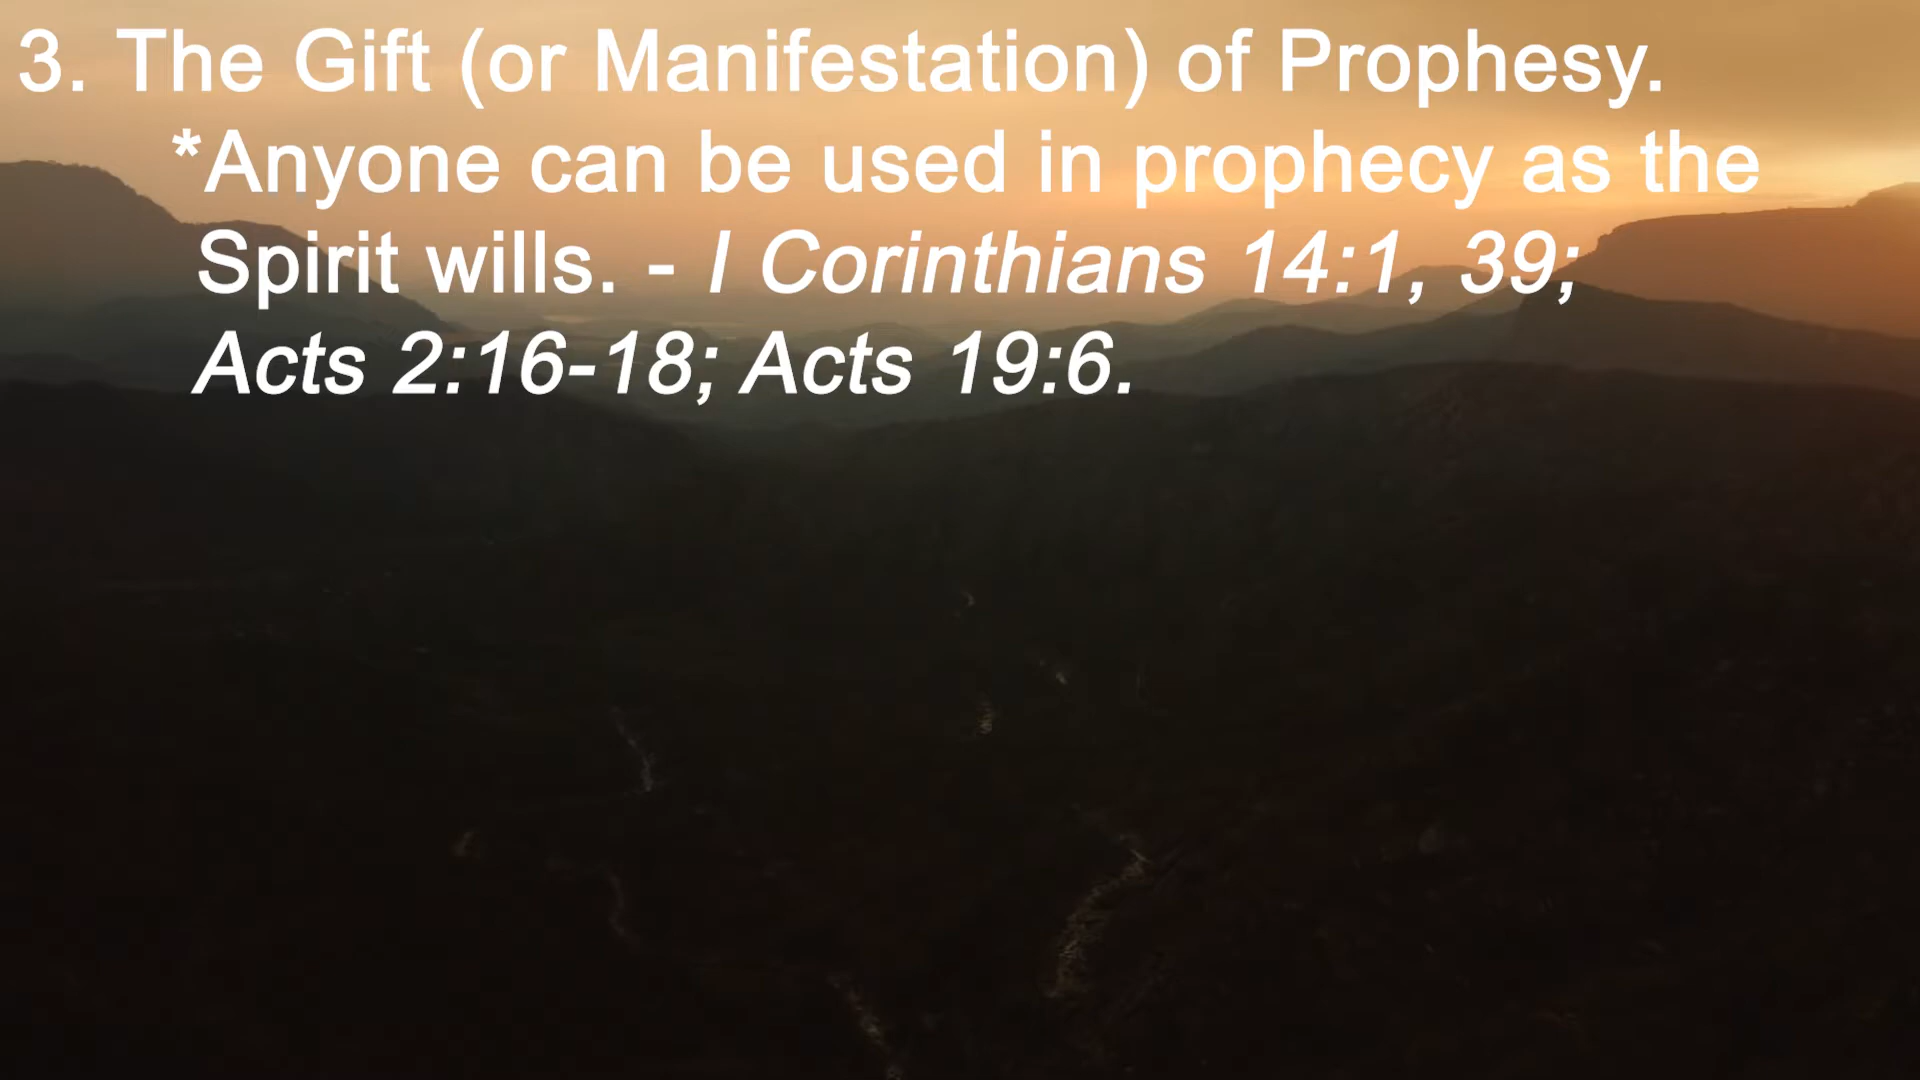 3. The Gift (or Manifestation) of Prophesy.
*Anyone can be used in prophecy as the
Spirit wills. - I Corinthians 14:1, 39;
Acts 2:16-18; Acts 19:6.